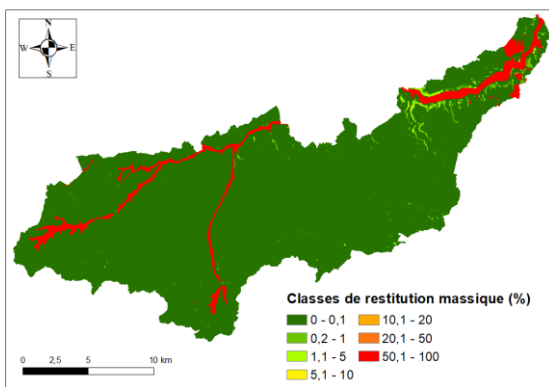 N
W E
S
Classes de restitution massique (%)
0 - 0,1 10,1 - 20
0,2 - 1 20,1 - 50
1,1 - 5 50,1 - 100
5,1 - 10
0 2,5 5 10 km